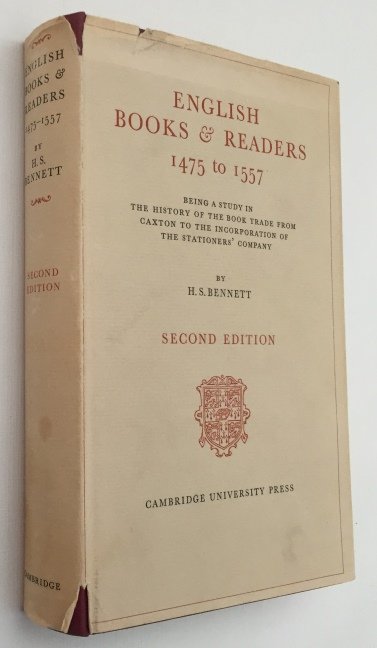 ENGLISH
BOOKS &
READERS
1475-1557
BY
H.S.
BENNETT
SECOND
EDITION
CAMBRIDGE
ENGLISH
BOOKS & READERS
1475 to 1557
BEING A STUDY IN
THE HISTORY OF THE BOOK TRADE FROM
CAXTON TO THE INCORPORATION OF
THE STATIONERS' COMPANY
BY
H.S.BENNETT
SECOND EDITION
CAMBRIDGE UNIVERSITY PRESS